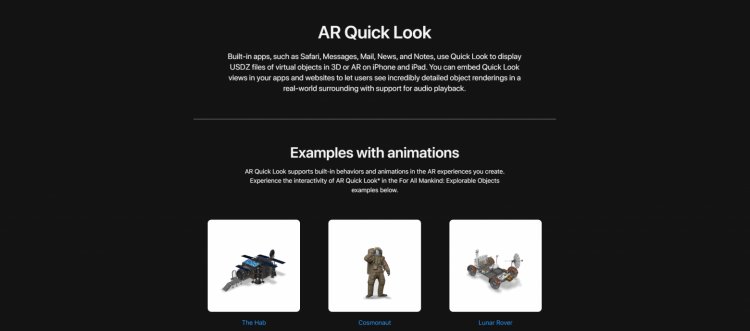 AR Quick Look
Built-in apps, such as Safari, Messages, Mail, News, and Notes, use Quick Look to display
USDZ files of virtual objects in 3D or AR on iPhone and iPad. You can embed Quick Look
views in your apps and websites to let users see incredibly detailed object renderings in a
real-world surrounding with support for audio playback.
Examples with animations
AR Quick Look supports built-in behaviors and animations in the AR experiences you create.
Experience the interactivity of AR Quick Look* in the For All Mankind: Explorable Objects
examples below.
The Hab
Cosmonaut
Lunar Rover